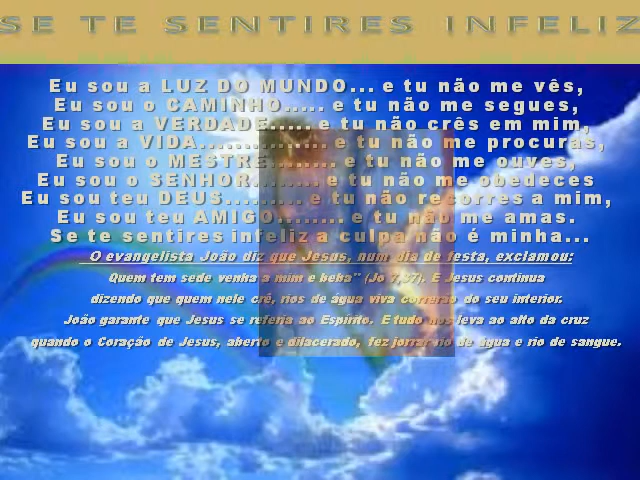 SE TE SENTIRES INFELIZ
Eu sou a LUZ DO MUNDO... e tu não me vês,
Eu sou o CAMINHO..... e tu não me segues,
Eu sou a VERDADE..... e tu não crês em mim,
Eu sou a VIDA............... e tu não me procuras,
Eu sou o MESTRE......... e tu não me ouves,
Eu sou o SENHOR........ e tu não me obedeces
Eu sou teu DEUS.......... e tu não recorres a mim,
Eu sou teu AMIGO........ e tu não me amas.
Se te sentires infeliz a culpa não é minha...
O evangelista João diz que Jesus, num dia de festa, exclamou:
Quem tem sede venha a mim e beba" (Jo 7,37). E Jesus continua
dizendo que quem nele crê, rios de água viva correrão do seu interior.
João garante que Jesus se referia ao Espírito. E tudo nos leva ao alto da cruz
quando o Coração de Jesus, aberto e dilacerado, fez jorrar rio de água e rio de sangue.